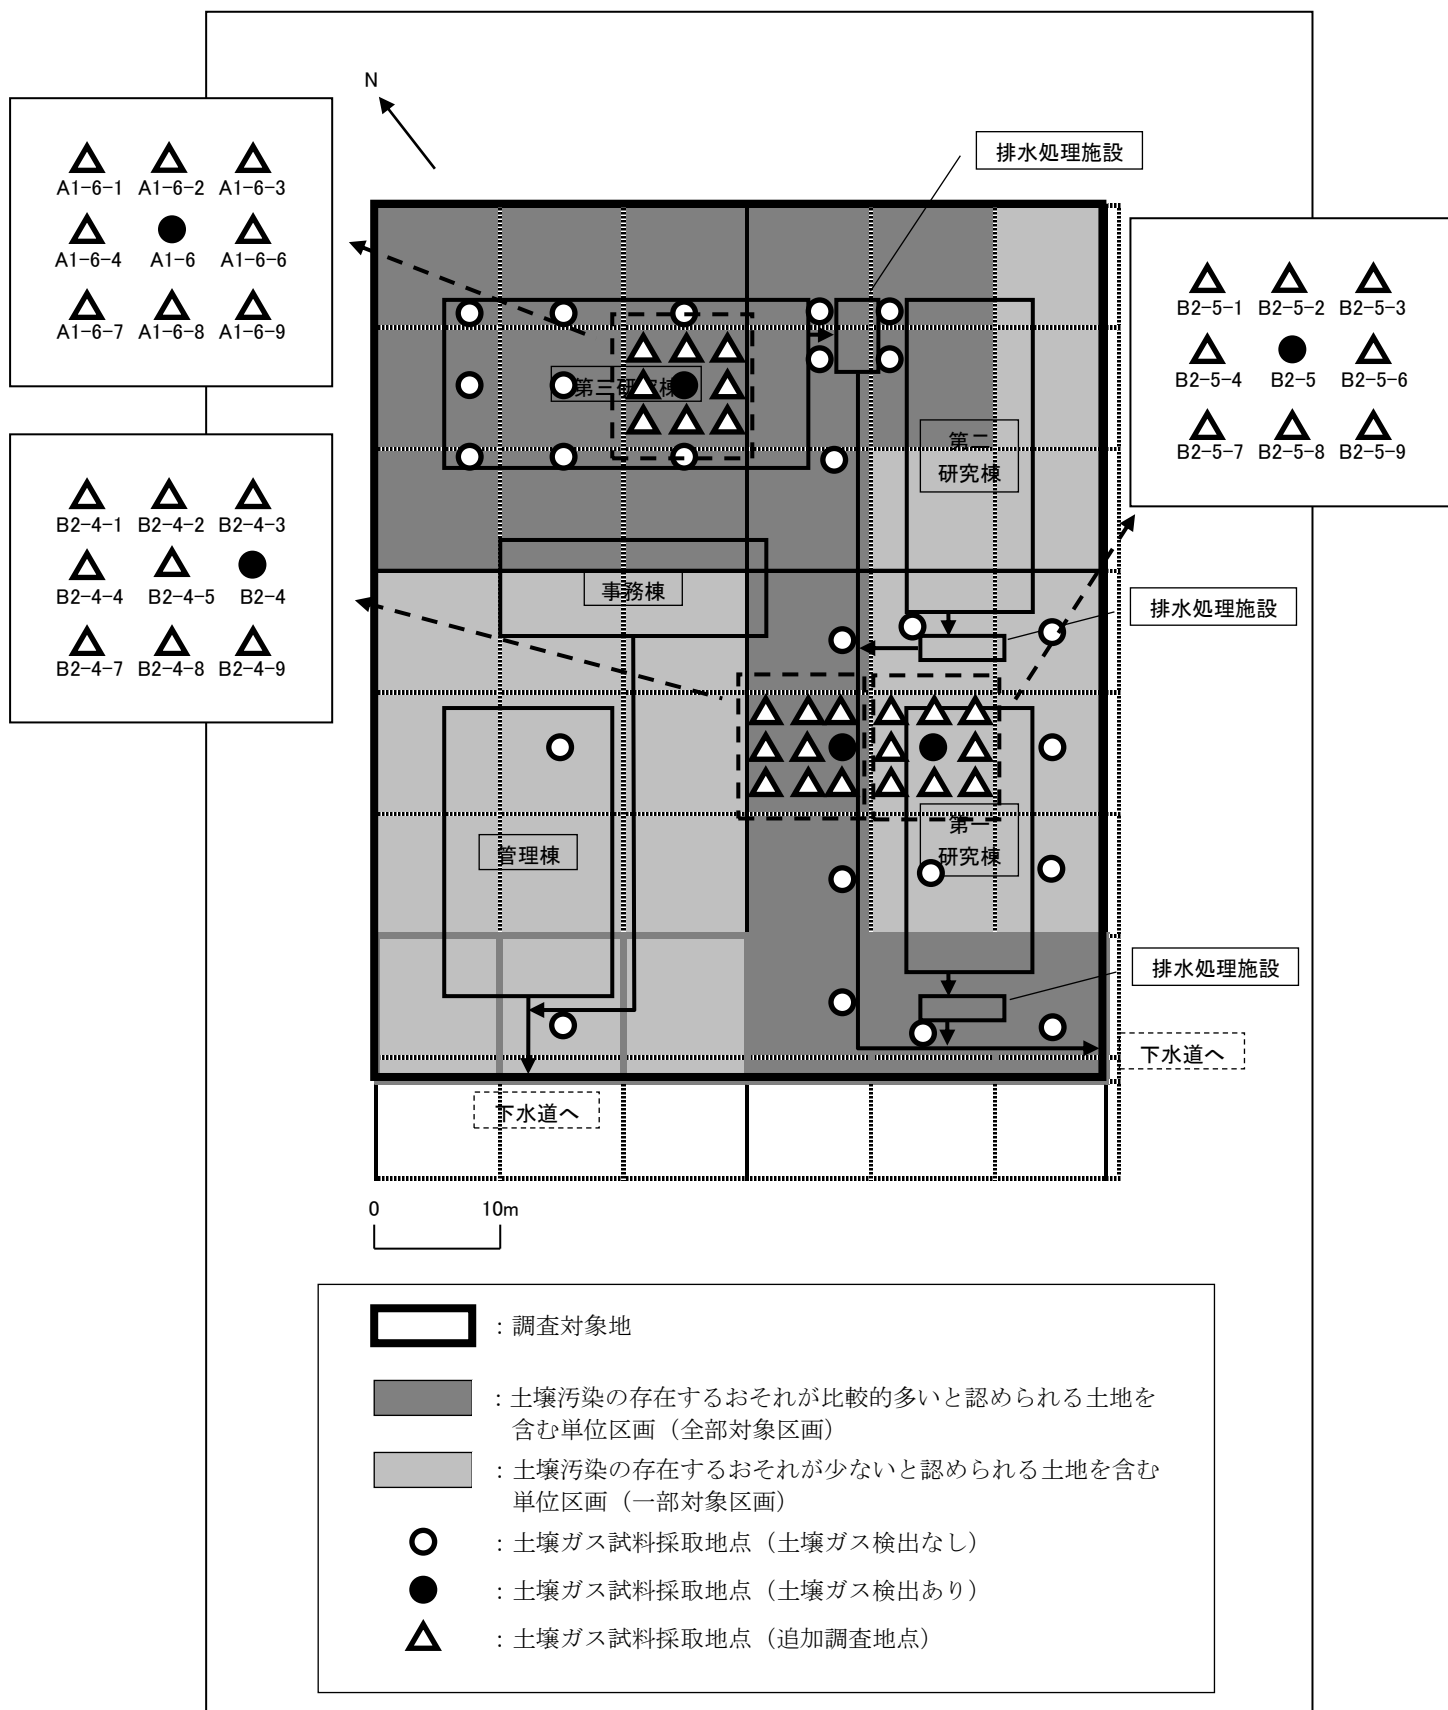 N
排水処理施設
A1-6-1 A1-6-2 A1-6-3
A1-6-4 A1-6 A1-6-6
A1-6-7 A1-6-8 A1-6-9
B2-5-1 B2-5-2 B2-5-3
B2-5-4 B2-5 B2-5-6
B2-5-7 B2-5-8 B2-5-9
第三研究棟
第二
研究棟
B2-4-1 B2-4-2 B2-4-3
B2-4-4 B2-4-5 B2-4
B2-4-7 B2-4-8 B2-4-9
事務棟
排水処理施設
第一
研究棟
管理棟
排水処理施設
下水道へ
下水道へ
0 10m
：調査対象地
：土壌汚染の存在するおそれが比較的多いと認められる土地を
含む単位区画（全部対象区画）
：土壌汚染の存在するおそれが少ないと認められる土地を含む
単位区画（一部対象区画）
：土壌ガス試料採取地点（土壌ガス検出なし）
：土壌ガス試料採取地点（土壌ガス検出あり）
：土壌ガス試料採取地点（追加調査地点）